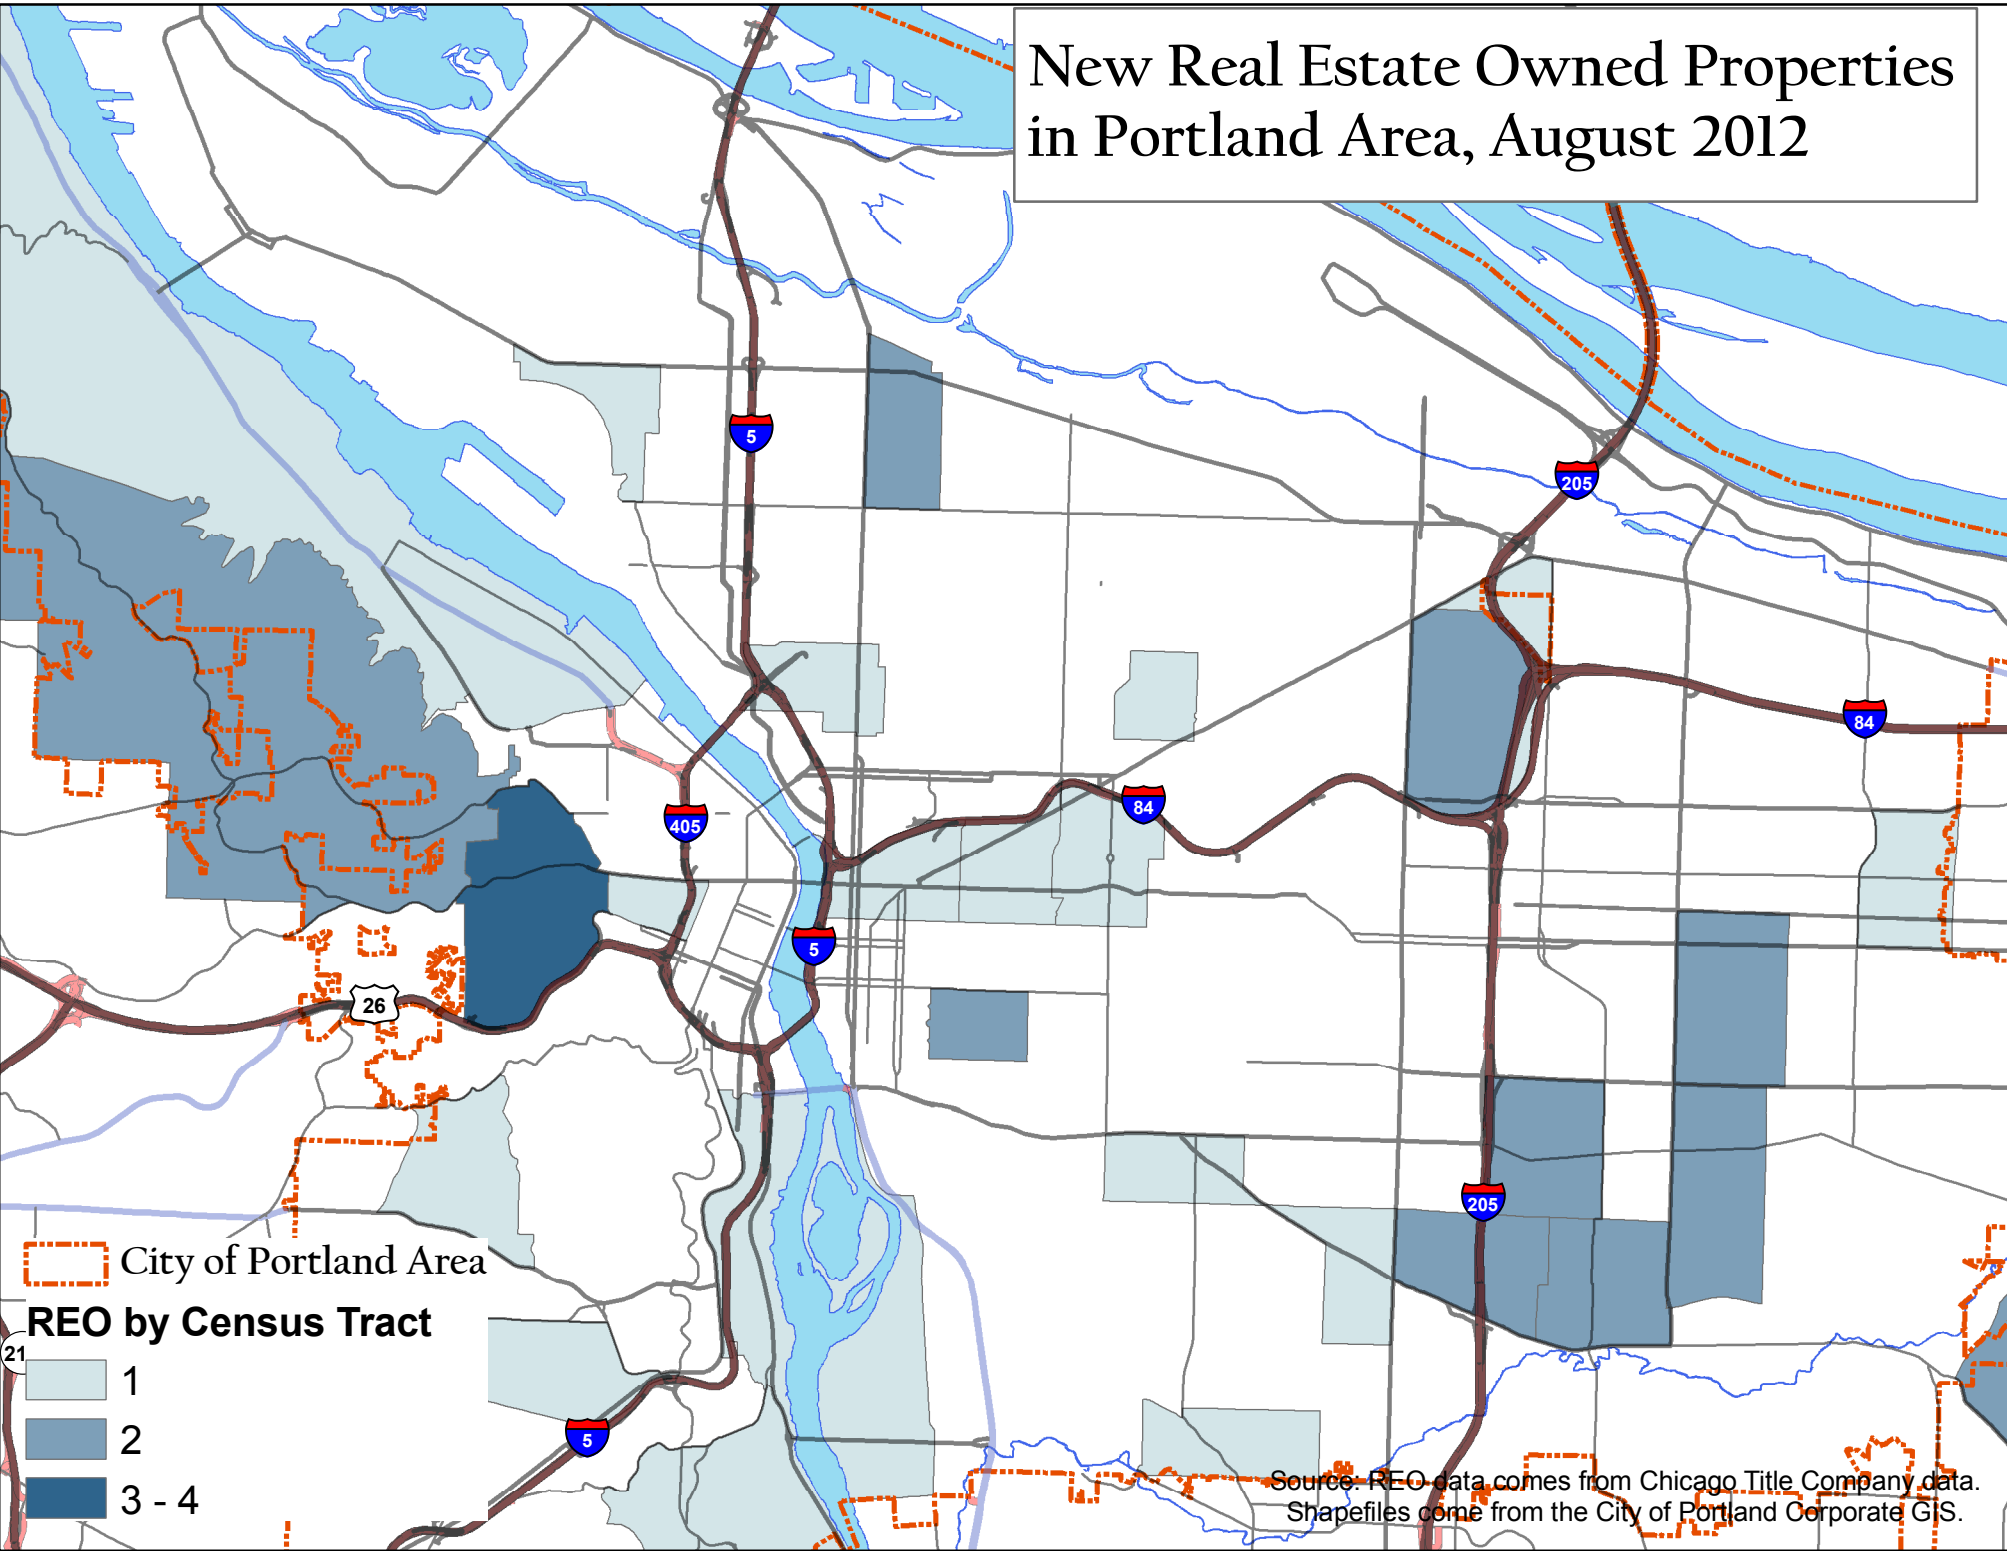 New Real Estate Owned Properties
in Portland Area, August 2012
5
205
84
405
84
5
26
205
City of Portland Area
REO by Census Tract
21
1
2
3 - 4
5
Source: REO data comes from Chicago Title Company data.
Shapefiles come from the City of Portland Corporate GIS.